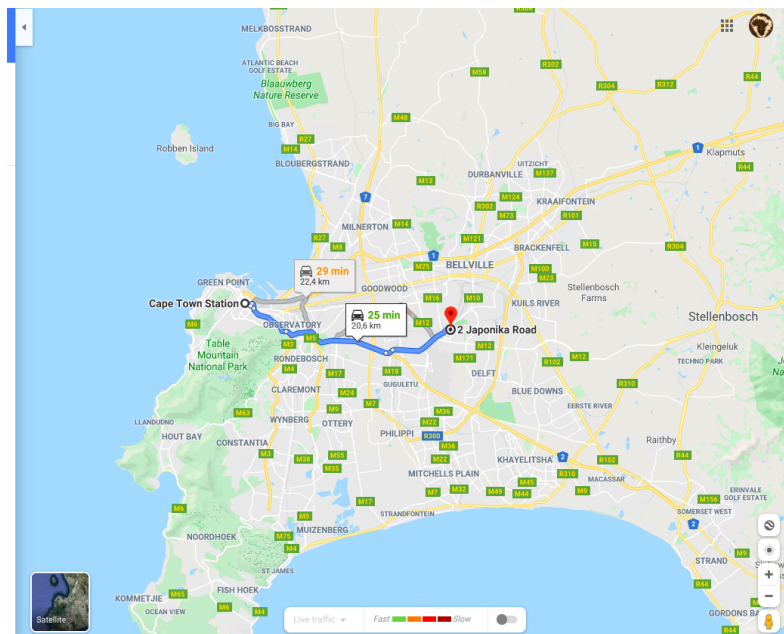 MELKBOSSTRAND
R304
ATLANTIC BEACH
GOLF ESTATE
M58
R302
R44
Blaauwberg
Nature Reserve
R304
R312
BIG BAY
M48
R27
Robben Island
M14
1
Klapmuts
BLOUBERGSTRAND
UITZICHT
R44
DURBANVILLE
M137
M13
7
M124
KRAAIFONTEIN
R302
M73
R101
MILNERTON
M14
R27
M121
M8
BRACKENFELL
M15
R304
1
M25
BELLVILLE
M100
M23
29 min
22,4 km
GREEN POINT
GOODWOOD
Stellenbosch
Farms
Cape Town Station
M16
M10
KUILS RIVER
25 min
20,6 km
Stellenbosch
M6
OBSERVATORY
M12
2 Japonika Road
M5
M3
Table
Mountain
National Park
RONDEBOSCH
M12
Kleingeluk
M171
R102
M12
TECHNO PARK
M4
M17
M18
DELFT
R310
CLAREMONT
GUGULETU
BLUE DOWNS
M24
M9
M7
EERSTE RIVER
M63
M36
LLANDUDNO
WYNBERG
OTTERY
M22
HOUT BAY
PHILIPPI
R300
Raithby
CONSTANTIA
M36
M3
M38
M55
M22
KHAYELITSHA
2
R102
R44
M35
R310
MITCHELLS PLAIN
MACASSAR
M45
M7
M32
M49
M44
M9
ERINVALE
GOLF ESTATE
M156
M6
M17
SOMERSET WEST
STRANDFONTEIN
M5
2
MUIZENBERG
NOORDHOEK
M75
M4
M9
STRAND
ST JAMES
FISH HOEK
KOMMETJIE
M65
M6
OCEAN VIEW
M4
GORDONS BA
R44
Satellite
Live traffic
Fast
Slow